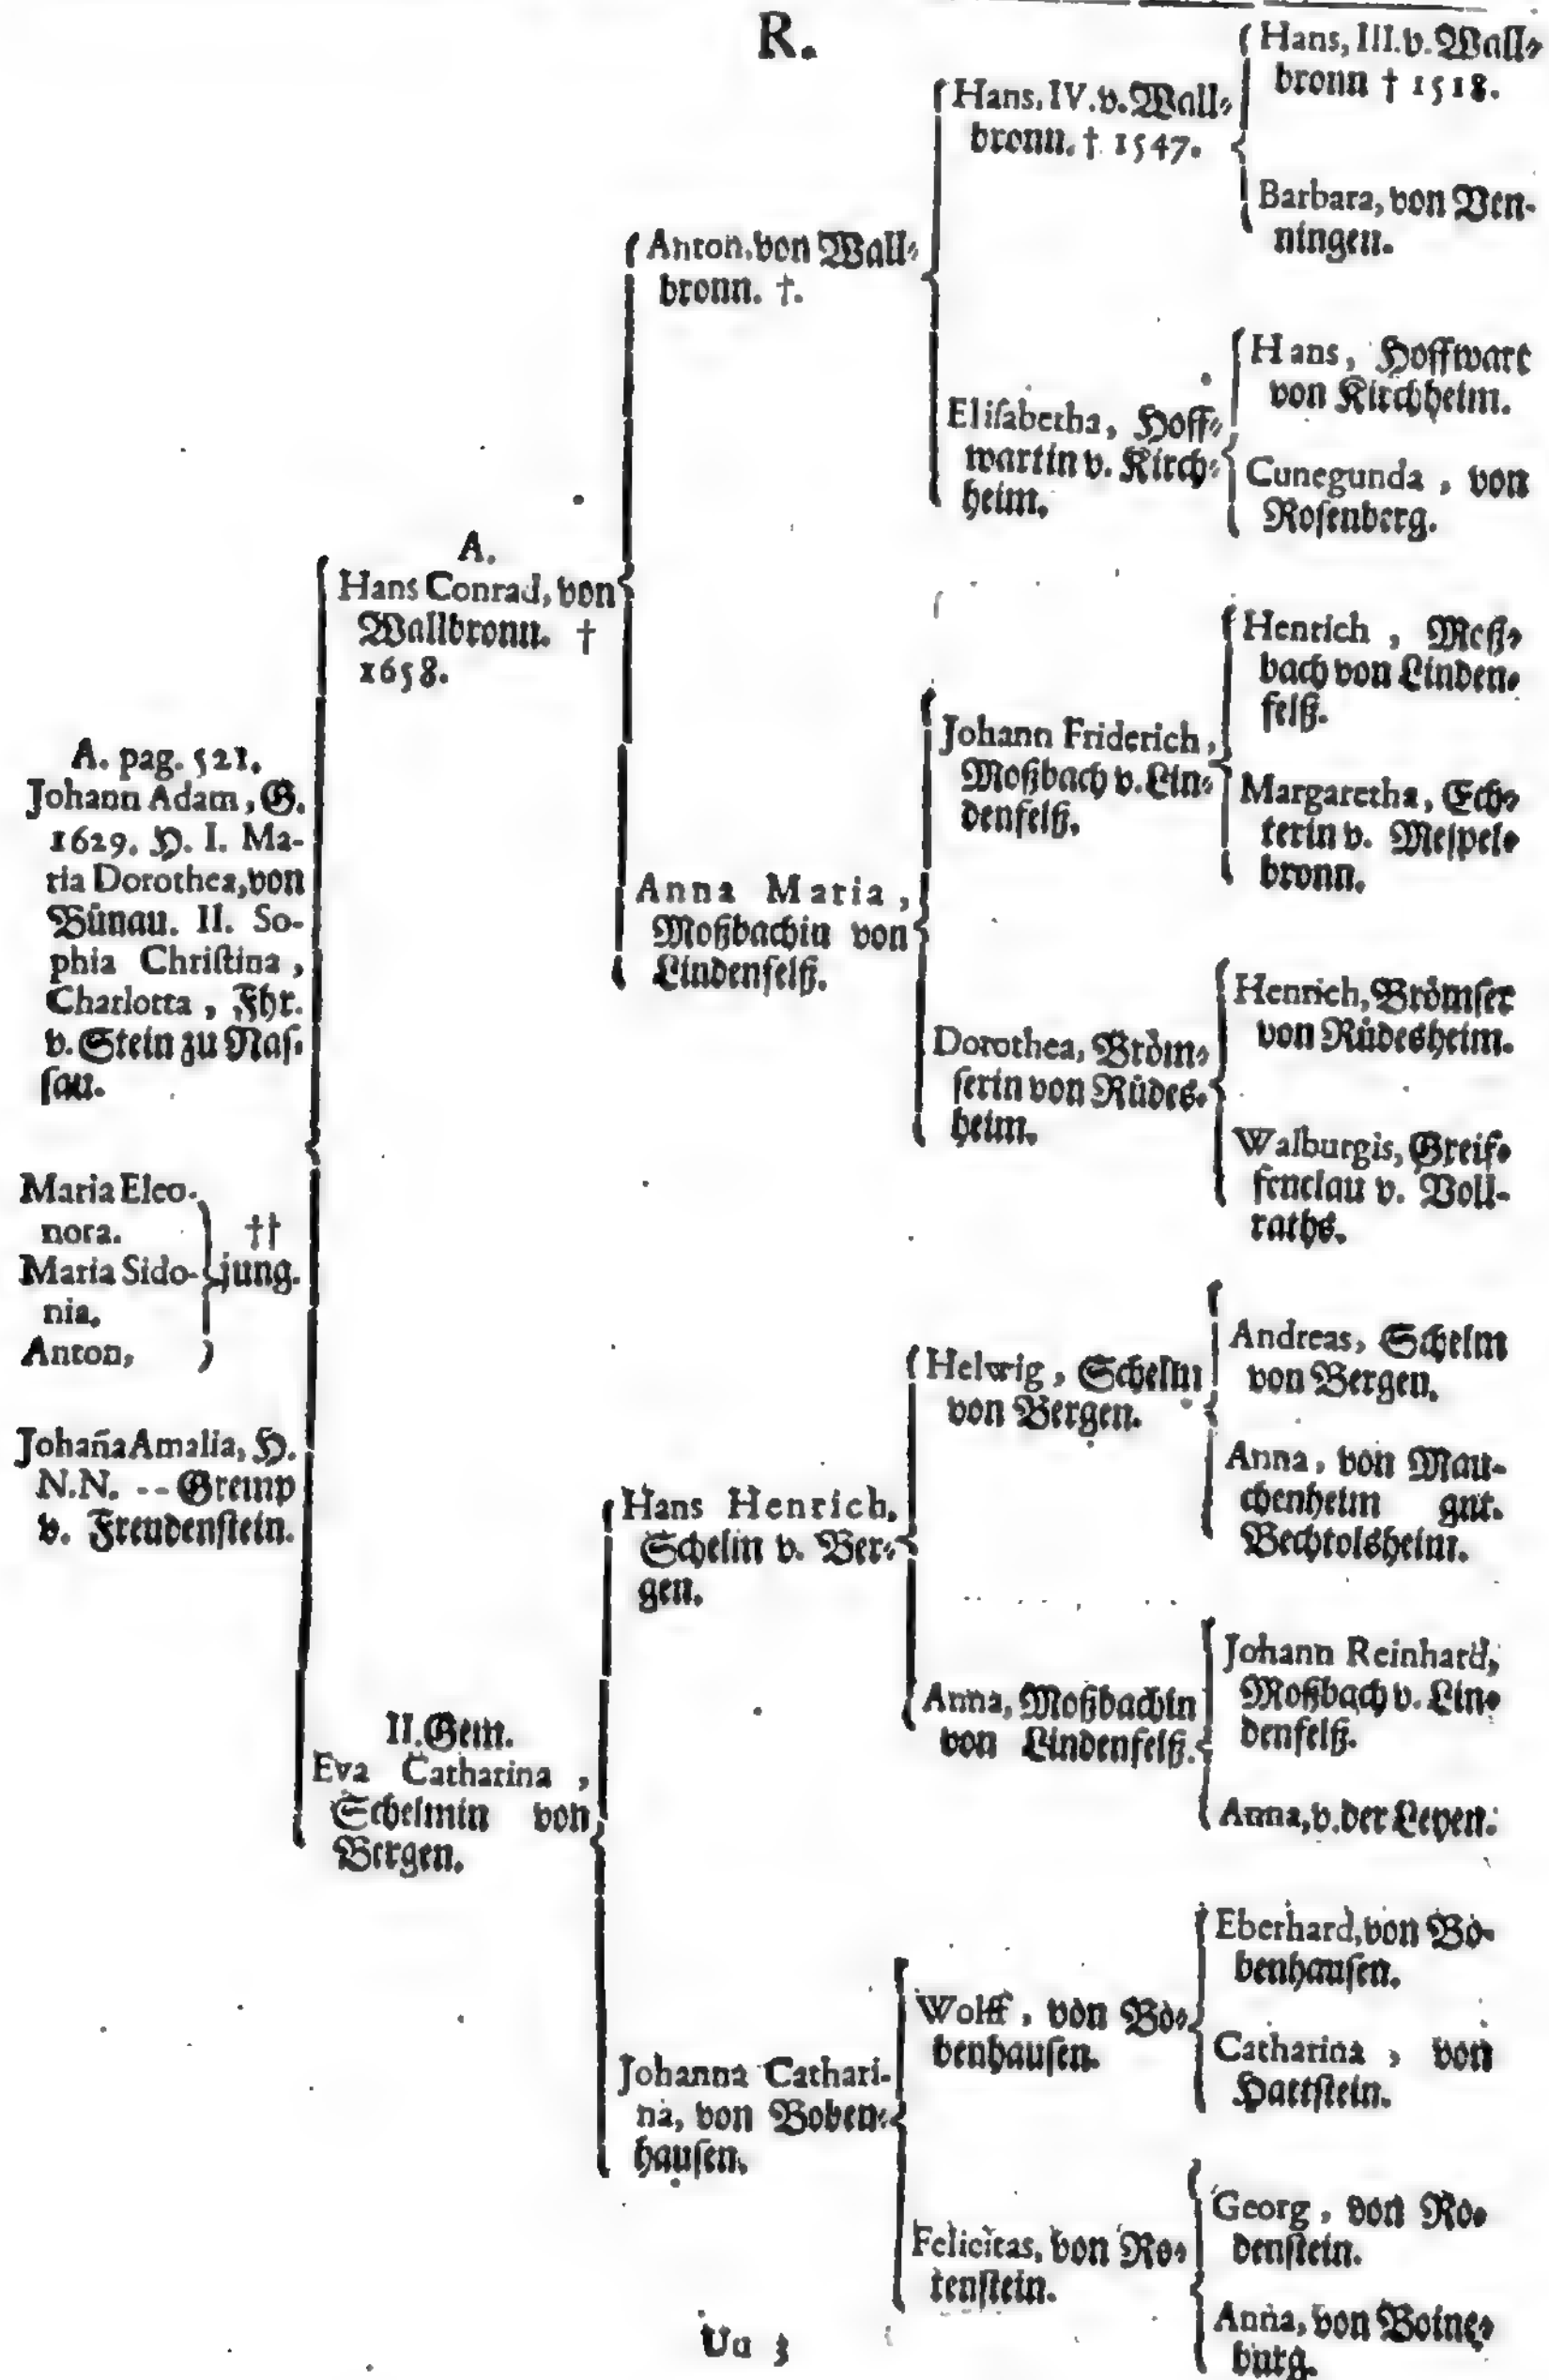 R.
A. pag. 521.
Johann Adam, G.
1629. H. I. Ma-
ria Dorothea, von
Bünau. II. So-
phia Christina,
Charlotta, Fhr.
v. Stein zu Nas-
sau.
Maria Eleo-
nora. ††
Maria Sido- jung.
nia,
Anton,
Johaña Amalia, H.
N.N. -- Gremp
v. Freudenstein.
A.
Hans Conrad, von
Wallbronn. †
1658.
II. Gem.
Eva Catharina,
Schelmin von
Bergen.
Anton, von Wall-
bronn. †.
Anna Maria,
Moßbachin von
Lindenfelß.
Hans Henrich,
Schelm v. Ber-
gen.
Johanna Cathari-
na, von Boben-
hausen.
Hans, IV. v. Wall-
bronn. † 1547.
Elisabetha, Hoff-
wartin v. Kirch-
heim.
Johann Friderich,
Moßbach v. Lin-
denfelß.
Dorothea, Bröm-
serin von Rüdes-
heim.
Helwig, Schelm
von Bergen.
Anna, Moßbachin
von Lindenfelß.
Wolff, von Bo-
benhausen.
Felicitas, von Ro-
tenstein.
Hans, III. v. Wall-
bronn † 1518.
Barbara, von Ven-
ningen.
Hans, Hoffwart
von Kirchheim.
Cunegunda, von
Rosenberg.
Henrich, Moß-
bach von Linden-
felß.
Margaretha, Ech-
terin v. Mespel-
bronn.
Henrich, Brömser
von Rüdesheim.
Walburgis, Greif-
fenclau v. Voll-
raths.
Andreas, Schelm
von Bergen.
Anna, von Mau-
chenheim gnt.
Bechtolsheim.
Johann Reinhard,
Moßbach v. Lin-
denfelß.
Anna, v. der Leyen.
Eberhard, von Bo-
benhausen.
Catharina, von
Hattstein.
Georg, von Ro-
denstein.
Anna, von Boine-
burg.
Uu 3